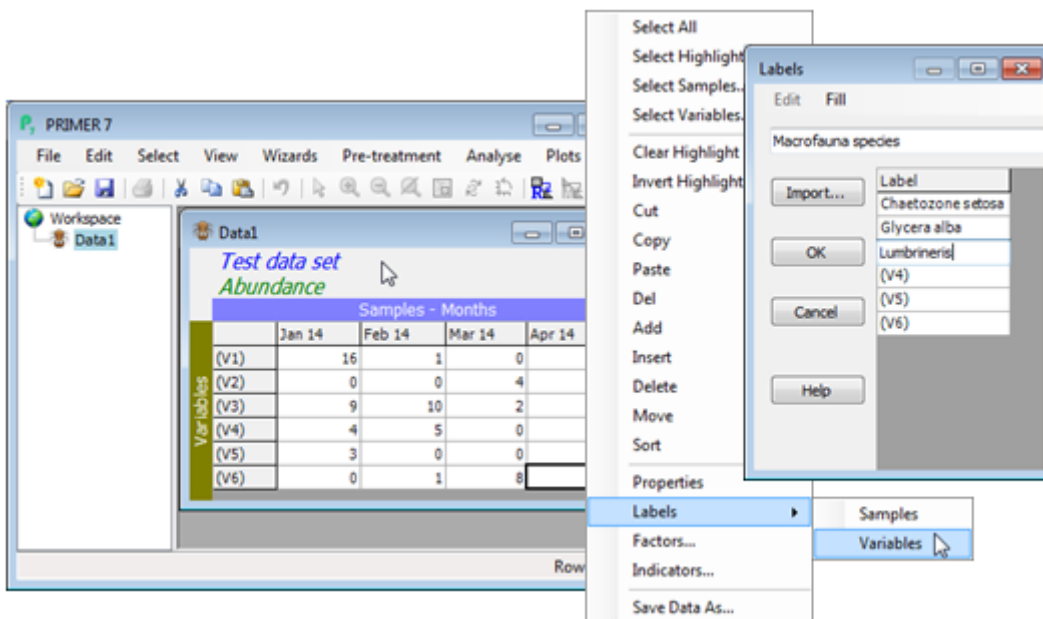 PRIMER 7
File Edit Select View Wizards Pre-treatment Analyse Plots
Workspace
Data1
Data1
Test data set
Abundance
Samples - Months
Jan 14 Feb 14 Mar 14 Apr 14
Variables
(V1) 16 1 0
(V2) 0 0 4
(V3) 9 10 2
(V4) 4 5 0
(V5) 3 0 0
(V6) 0 1 8
Row
Select All
Select Highlight
Select Samples..
Select Variables.
Clear Highlight
Invert Highlight
Cut
Copy
Paste
Del
Add
Insert
Delete
Move
Sort
Properties
Labels
Factors...
Indicators...
Save Data As...
Samples
Variables
Labels
Edit Fill
Macrofauna species
Import...
OK
Cancel
Help
Label
Chaetozone setosa
Glycera alba
Lumbrineris
(V4)
(V5)
(V6)